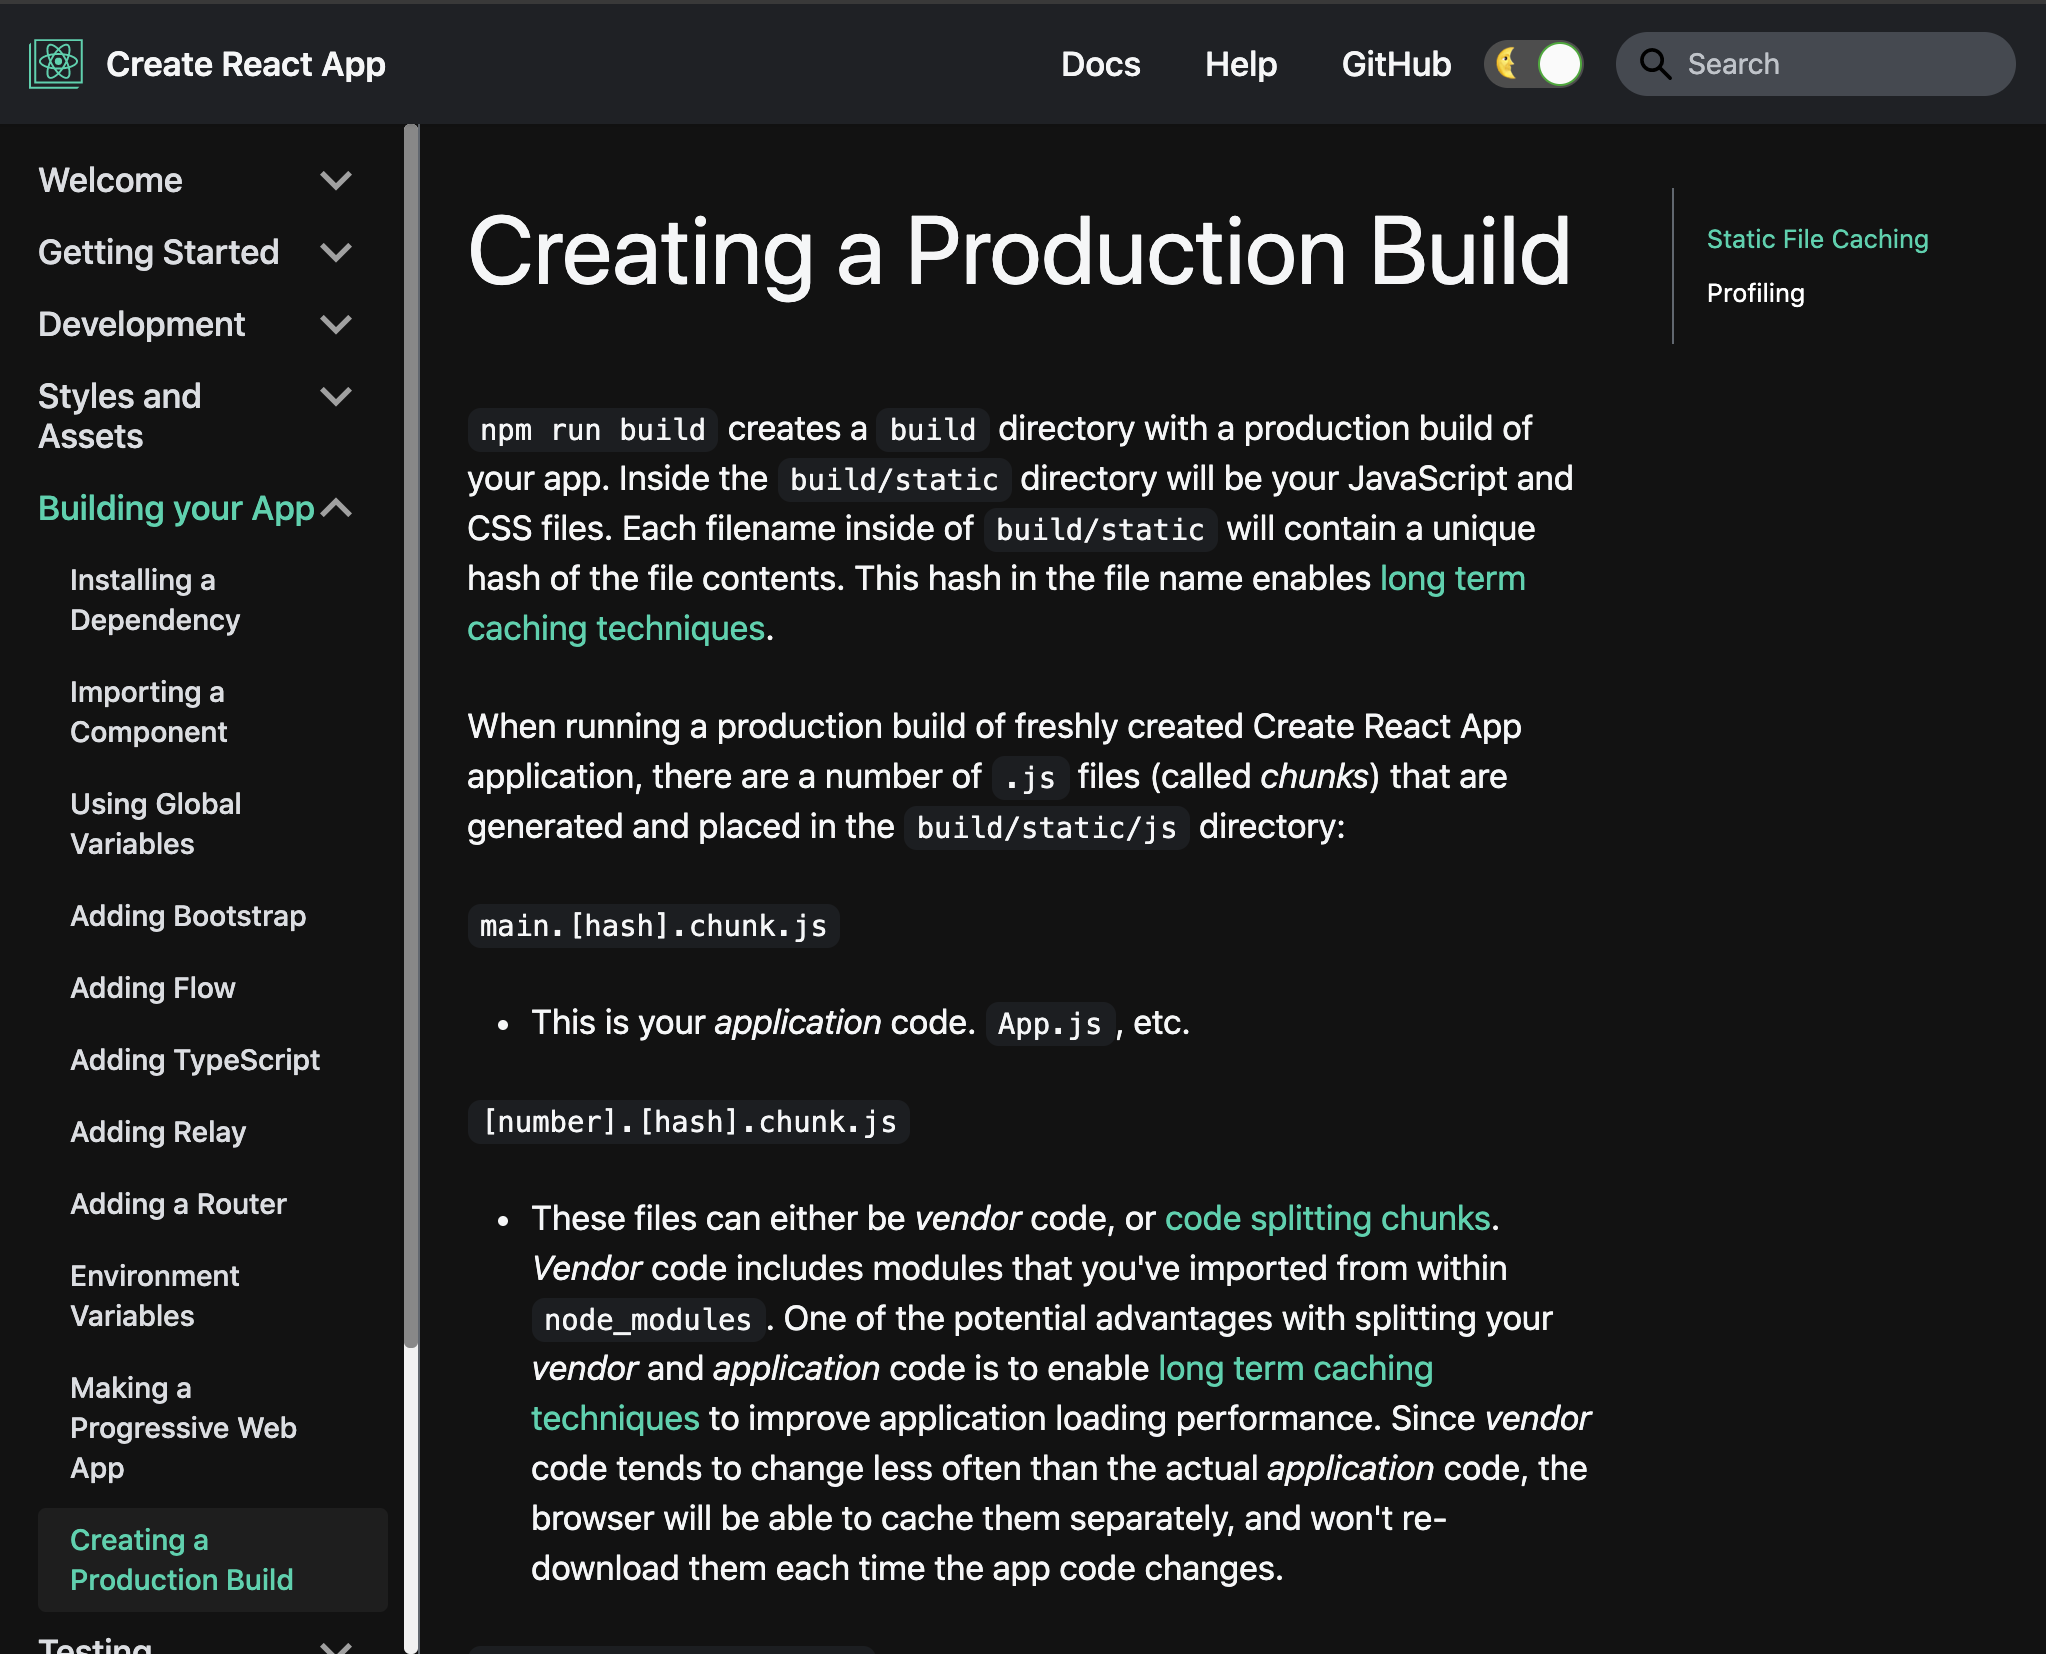 Create React App
Docs
Help
GitHub
Search
Welcome
Getting Started
Development
Styles and
Assets
Building your App
Installing a
Dependency
Importing a
Component
Using Global
Variables
Adding Bootstrap
Adding Flow
Adding TypeScript
Adding Relay
Adding a Router
Environment
Variables
Making a
Progressive Web
App
Creating a
Production Build
Testing
Creating a Production Build
npm run build creates a build directory with a production build of
your app. Inside the build/static directory will be your JavaScript and
CSS files. Each filename inside of build/static will contain a unique
hash of the file contents. This hash in the file name enables long term
caching techniques.
When running a production build of freshly created Create React App
application, there are a number of .js files (called chunks) that are
generated and placed in the build/static/js directory:
main.[hash].chunk.js
• This is your application code. App.js, etc.
[number].[hash].chunk.js
• These files can either be vendor code, or code splitting chunks.
Vendor code includes modules that you've imported from within
node_modules. One of the potential advantages with splitting your
vendor and application code is to enable long term caching
techniques to improve application loading performance. Since vendor
code tends to change less often than the actual application code, the
browser will be able to cache them separately, and won't re-
download them each time the app code changes.
Static File Caching
Profiling